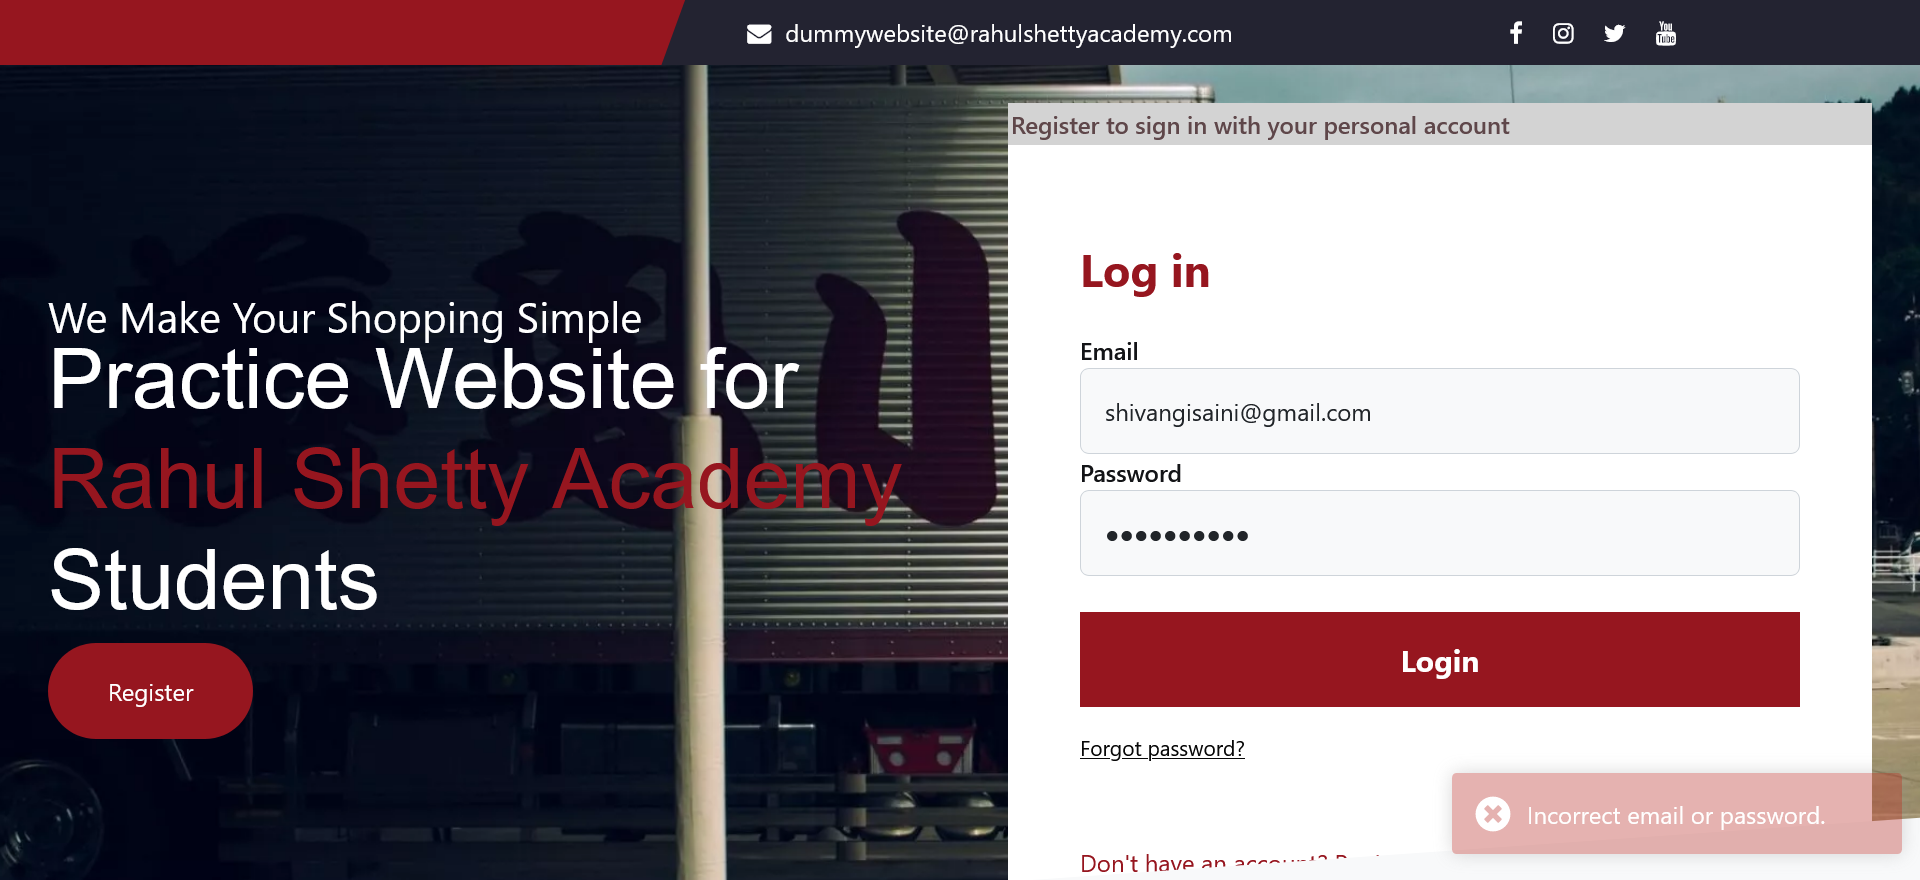 dummywebsite@rahulshettyacademy.com
You
Tube
Register to sign in with your personal account
We Make Your Shopping Simple
Practice Website for
Rahul Shetty Academy
Students
Register
Log in
Email
shivangisaini@gmail.com
Password
Login
Forgot password?
Incorrect email or password.
Don't have an account?